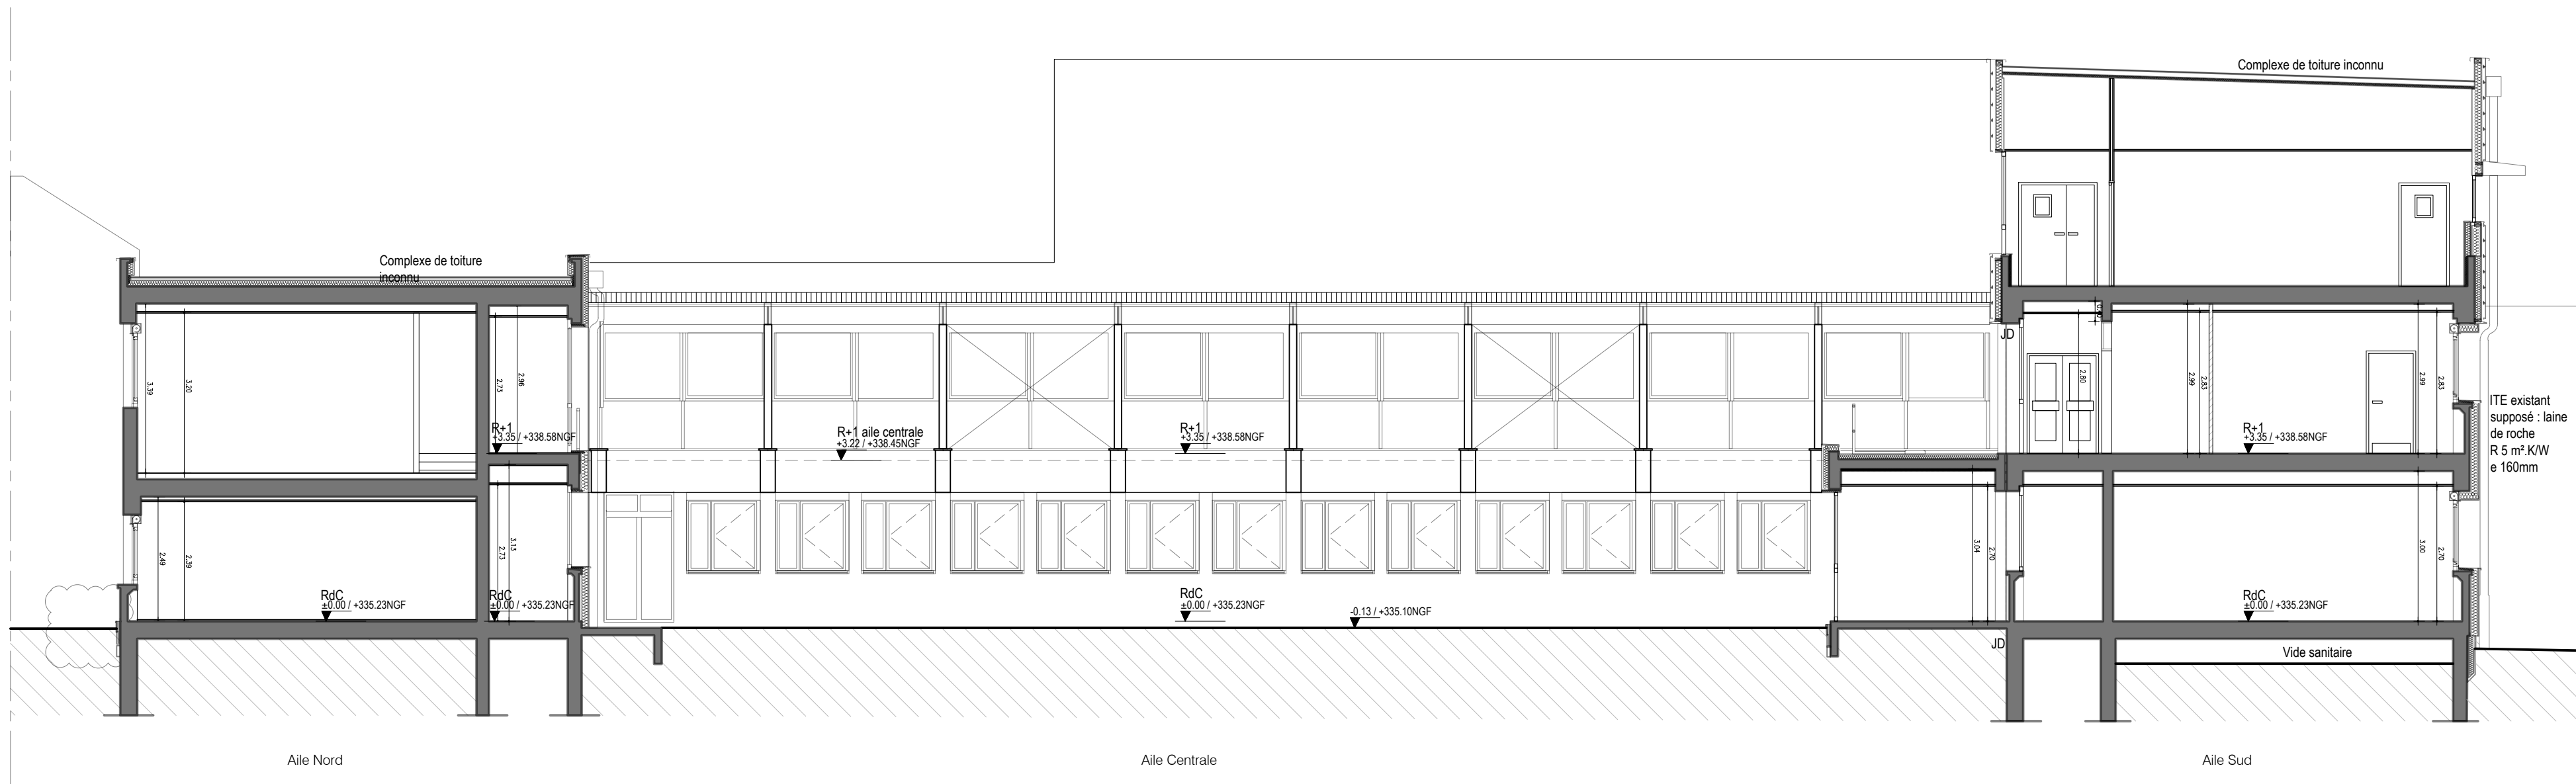 Complexe de toiture inconnu
Complexe de toiture
inconnu
3.39
3.20
2.73
2.96
R+1
+3.35 / +338.58NGF
R+1 aile centrale
+3.22 / +338.45NGF
R+1
+3.35 / +338.58NGF
JD
2.80
2.99
2.83
2.99
2.83
R+1
+3.35 / +338.58NGF
ITE existant
supposé : laine
de roche
R 5 m².K/W
e 160mm
2.49
2.39
2.73
3.13
3.04
2.70
3.00
2.70
RdC
±0.00 / +335.23NGF
RdC
±0.00 / +335.23NGF
RdC
±0.00 / +335.23NGF
-0.13 / +335.10NGF
RdC
±0.00 / +335.23NGF
JD
Vide sanitaire
Aile Nord
Aile Centrale
Aile Sud